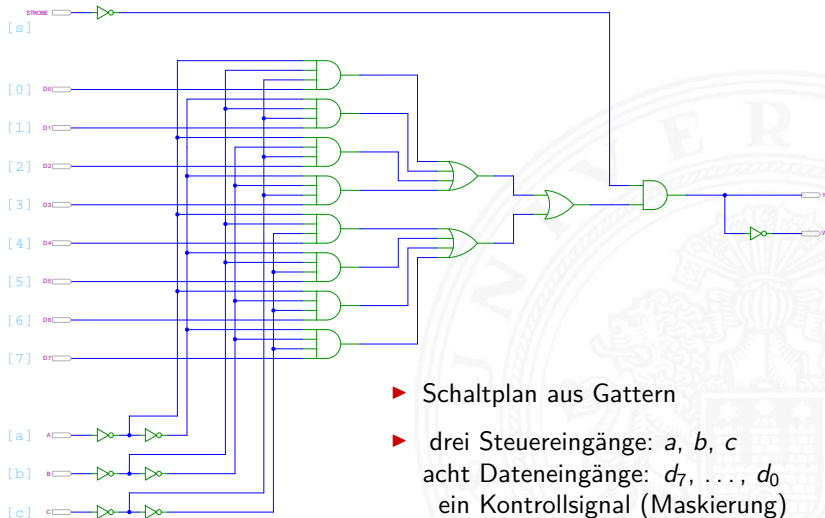 STROBE
[s]
[0] D0
[1] D1
[2] D2
[3] D3
[4] D4
[5] D5
[6] D6
[7] D7
Y
W
[a] A
[b] B
[c] C
U N I V E R
► Schaltplan aus Gattern
► drei Steuereingänge: a, b, c
acht Dateneingänge: d₇, ..., d₀
ein Kontrollsignal (Maskierung)